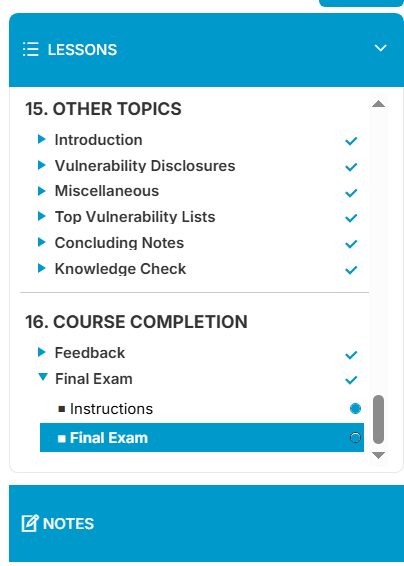 LESSONS
15. OTHER TOPICS
Introduction
Vulnerability Disclosures
Miscellaneous
Top Vulnerability Lists
Concluding Notes
Knowledge Check
16. COURSE COMPLETION
Feedback
Final Exam
Instructions
Final Exam
NOTES